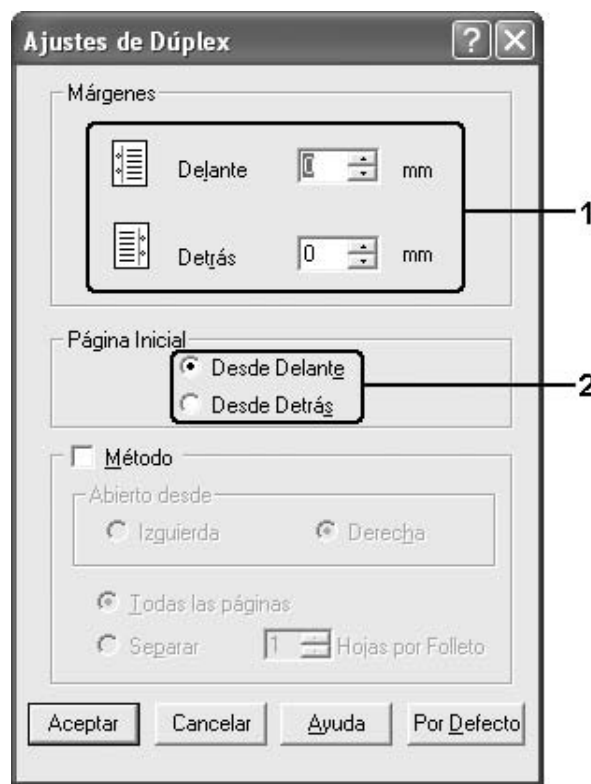 Ajustes de Dúplex
Márgenes
Delante 0 mm
1
Detrás 0 mm
Página Inicial
Desde Delante
2
Desde Detrás
Método
Abierto desde
Izquierda Derecha
Todas las páginas
Separar 1 Hojas por Folleto
Aceptar Cancelar Ayuda Por Defecto